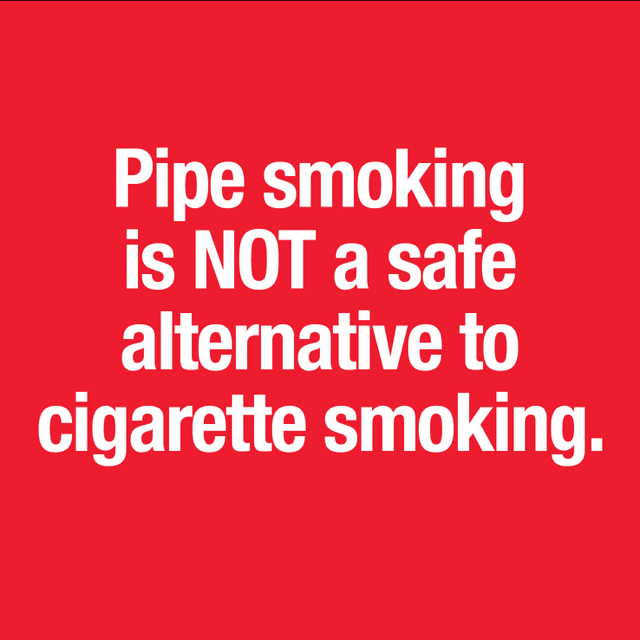 Pipe smoking
is NOT a safe
alternative to
cigarette smoking.